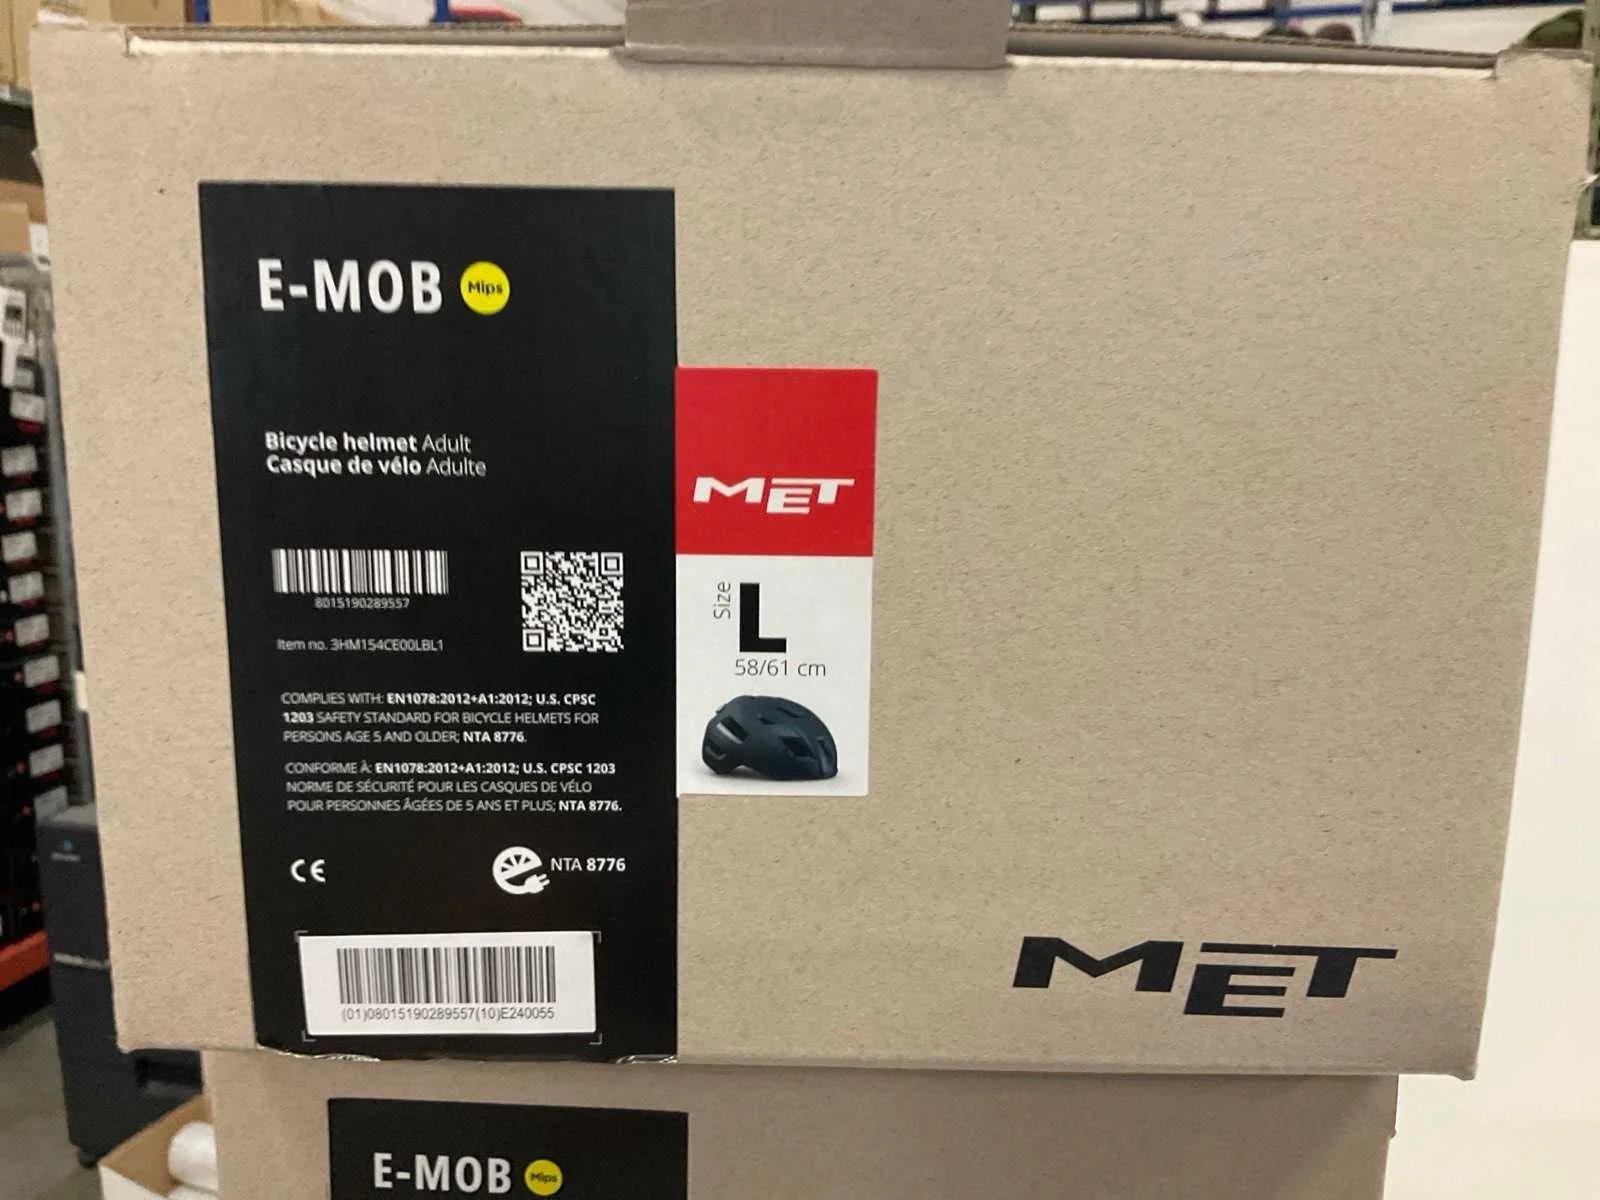 E-MOB Mips
Bicycle helmet Adult
Casque de vélo Adulte
8015190289557
Item no. 3HM154CE00LBL1
COMPLIES WITH: EN1078:2012+A1:2012; U.S. CPSC
1203 SAFETY STANDARD FOR BICYCLE HELMETS FOR
PERSONS AGE 5 AND OLDER; NTA 8776.
CONFORME À: EN1078:2012+A1:2012; U.S. CPSC 1203
NORME DE SÉCURITÉ POUR LES CASQUES DE VÉLO
POUR PERSONNES ÂGÉES DE 5 ANS ET PLUS; NTA 8776.
CE
NTA 8776
(01)08015190289557(10)E240055
MET
Size L
58/61 cm
MET
E-MOB Mips